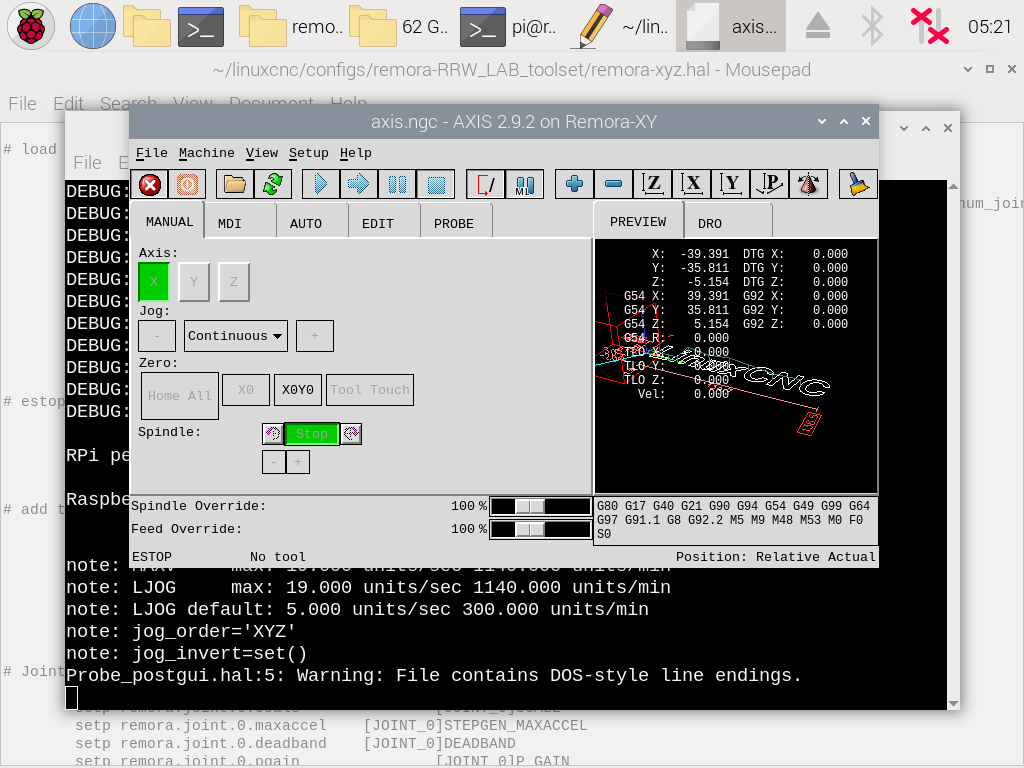 remo.. 62 G.. pi@r.. ~/lin.. axis... 05:21
~/linuxcnc/configs/remora-RRW_LAB_toolset/remora-xyz.hal - Mousepad
File Edit Search View Document Help
axis.ngc - AXIS 2.9.2 on Remora-XY
# load
File E
File Machine View Setup Help
M1 Z X Y P
num_join
MANUAL MDI AUTO EDIT PROBE PREVIEW DRO
Axis:
X Y Z
Jog:
- Continuous +
Zero:
Home All X0 X0Y0 Tool Touch
Spindle: Stop
- +
X: -39.391 DTG X: 0.000
Y: -35.811 DTG Y: 0.000
Z: -5.154 DTG Z: 0.000
G54 X: 39.391 G92 X: 0.000
G54 Y: 35.811 G92 Y: 0.000
G54 Z: 5.154 G92 Z: 0.000
G54 R: 0.000
TLO X: 0.000
TLO Y: 0.000
TLO Z: 0.000
Vel: 0.000
LinuxCNC
Spindle Override: 100 %
Feed Override: 100 %
G80 G17 G40 G21 G90 G94 G54 G49 G99 G64
G97 G91.1 G8 G92.2 M5 M9 M48 M53 M0 F0
S0
ESTOP No tool Position: Relative Actual
DEBUG:
DEBUG:
DEBUG:
DEBUG:
DEBUG:
DEBUG:
DEBUG:
DEBUG:
DEBUG:
DEBUG:
DEBUG:
# estop
RPi pe
Raspbe
# add t
note: MAXV max: 19.000 units/sec 1140.000 units/min
note: LJOG max: 19.000 units/sec 1140.000 units/min
note: LJOG default: 5.000 units/sec 300.000 units/min
note: jog_order='XYZ'
note: jog_invert=set()
# Joint
Probe_postgui.hal:5: Warning: File contains DOS-style line endings.
setp remora.joint.0.scale [JOINT_0]SCALE
setp remora.joint.0.maxaccel [JOINT_0]STEPGEN_MAXACCEL
setp remora.joint.0.deadband [JOINT_0]DEADBAND
setp remora.joint.0.pgain [JOINT_0]P_GAIN